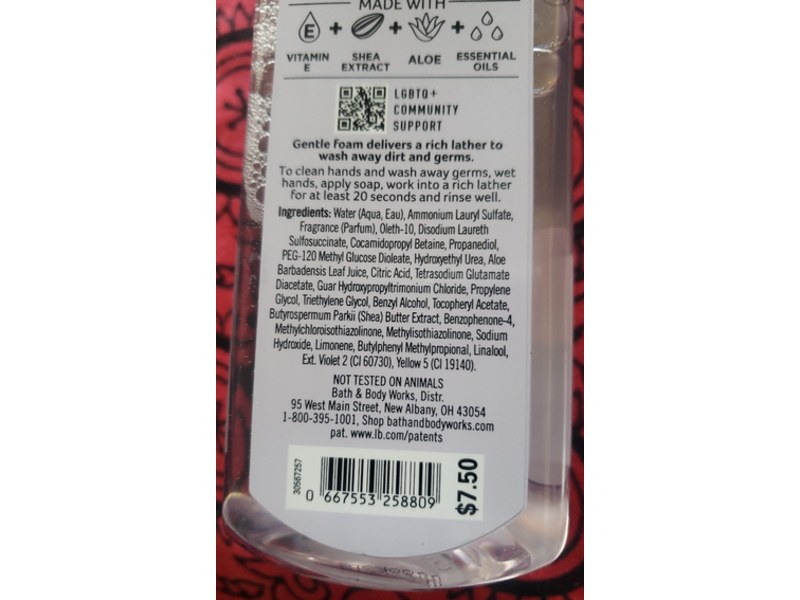 MADE WITH
E + + +
VITAMIN E SHEA EXTRACT ALOE ESSENTIAL OILS
LGBTQ+
COMMUNITY
SUPPORT
Gentle foam delivers a rich lather to
wash away dirt and germs.
To clean hands and wash away germs, wet
hands, apply soap, work into a rich lather
for at least 20 seconds and rinse well.
Ingredients: Water (Aqua, Eau), Ammonium Lauryl Sulfate,
Fragrance (Parfum), Oleth-10, Disodium Laureth
Sulfosuccinate, Cocamidopropyl Betaine, Propanediol,
PEG-120 Methyl Glucose Dioleate, Hydroxyethyl Urea, Aloe
Barbadensis Leaf Juice, Citric Acid, Tetrasodium Glutamate
Diacetate, Guar Hydroxypropyltrimonium Chloride, Propylene
Glycol, Triethylene Glycol, Benzyl Alcohol, Tocopheryl Acetate,
Butyrospermum Parkii (Shea) Butter Extract, Benzophenone-4,
Methylchloroisothiazolinone, Methylisothiazolinone, Sodium
Hydroxide, Limonene, Butylphenyl Methylpropional, Linalool,
Ext. Violet 2 (CI 60730), Yellow 5 (CI 19140).
NOT TESTED ON ANIMALS
Bath & Body Works, Distr.
95 West Main Street, New Albany, OH 43054
1-800-395-1001, Shop bathandbodyworks.com
pat. www.lb.com/patents
30567257
0 667553 258809
$7.50